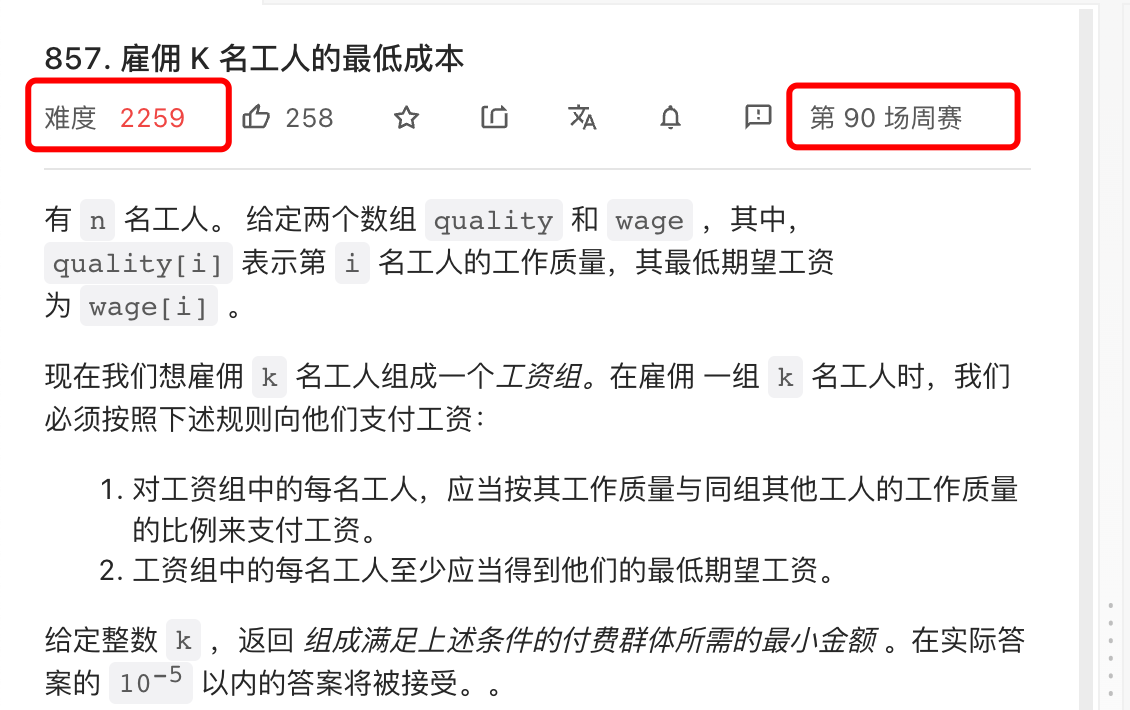 857. 雇佣 K 名工人的最低成本
难度 2259 258 第 90 场周赛
有 n 名工人。 给定两个数组 quality 和 wage ，其中，
quality[i] 表示第 i 名工人的工作质量，其最低期望工资
为 wage[i] 。
现在我们想雇佣 k 名工人组成一个工资组。在雇佣 一组 k 名工人时，我们
必须按照下述规则向他们支付工资：
1. 对工资组中的每名工人，应当按其工作质量与同组其他工人的工作质量
的比例来支付工资。
2. 工资组中的每名工人至少应当得到他们的最低期望工资。
给定整数 k ，返回 组成满足上述条件的付费群体所需的最小金额 。在实际答
案的 10⁻⁵ 以内的答案将被接受。。